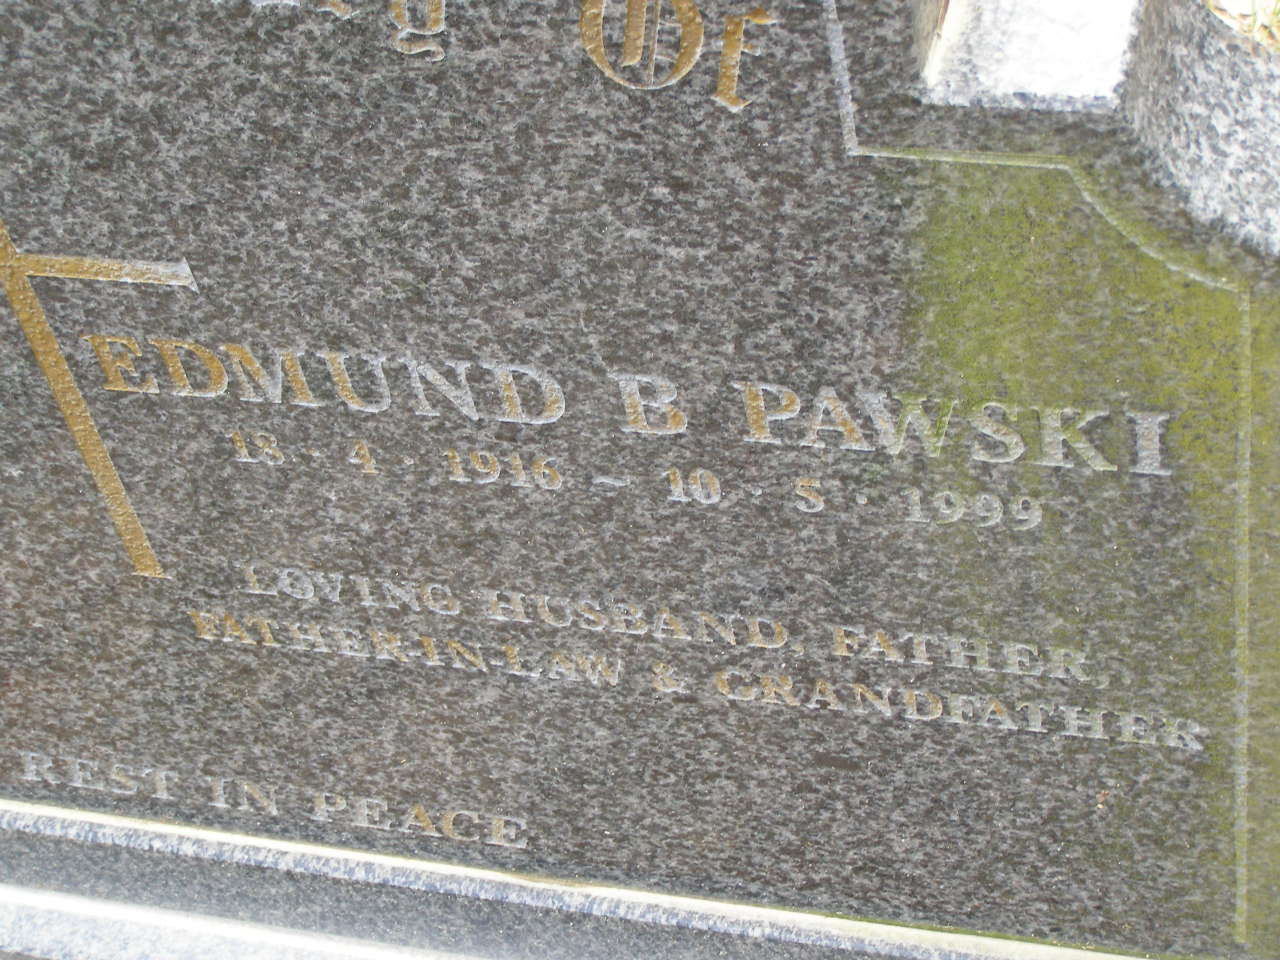 Of
EDMUND B PAWSKI
18 · 4 · 1916 ~ 10 · 5 · 1999
LOVING HUSBAND, FATHER,
FATHER-IN-LAW & GRANDFATHER
REST IN PEACE